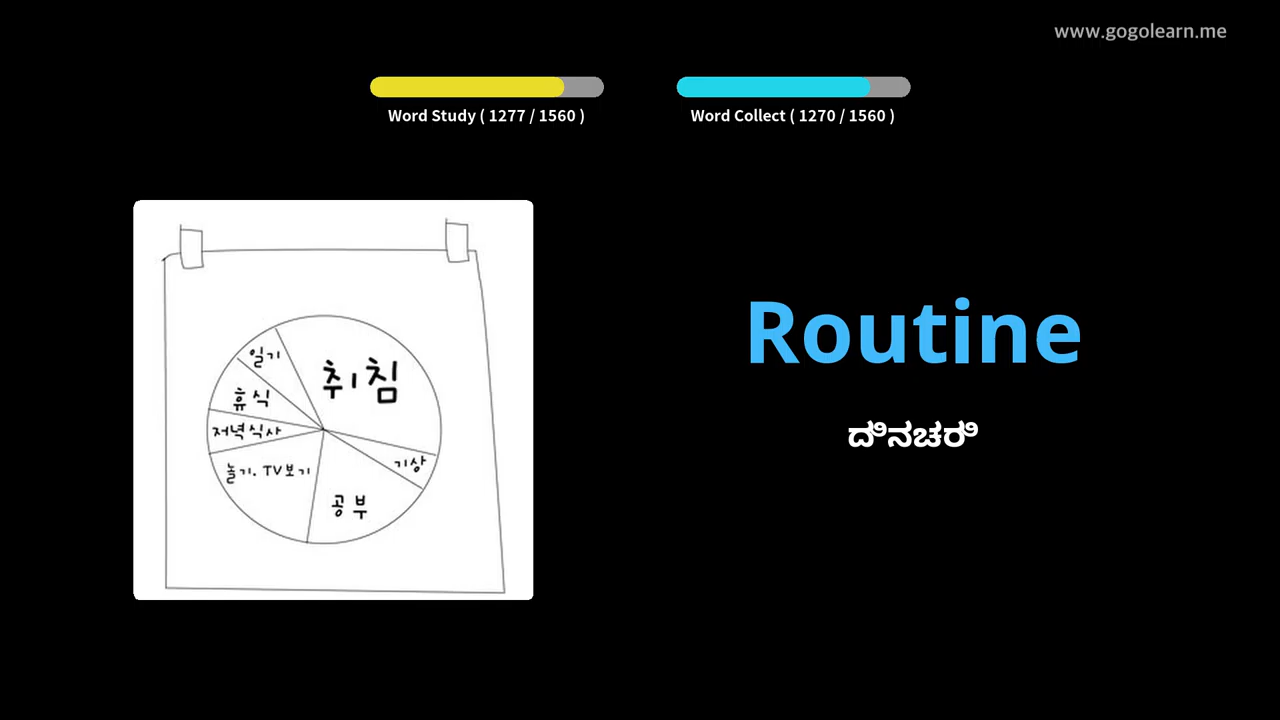 www.gogolearn.me
Word Study ( 1277 / 1560 )
Word Collect ( 1270 / 1560 )
일기
취침
휴식
저녁식사
기상
놀기. TV보기
공부
Routine
ದಿನಚರಿ